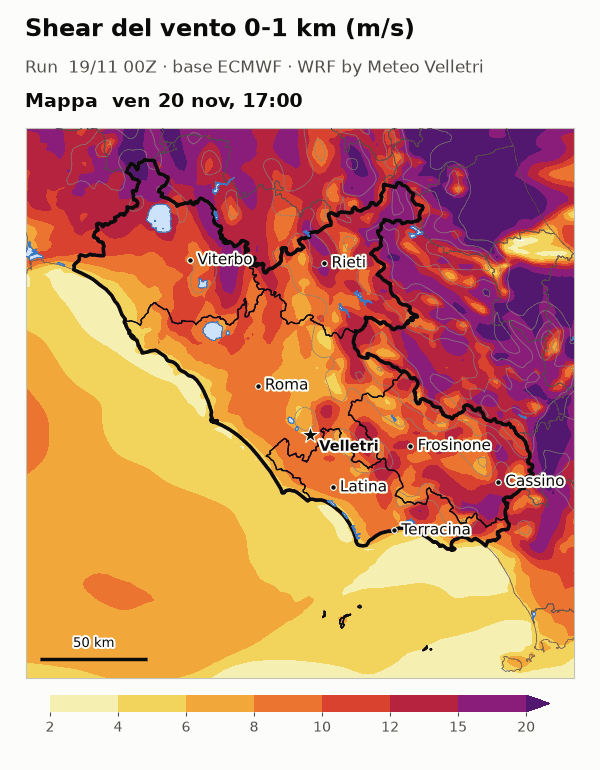 Shear del vento 0-1 km (m/s)
Run 19/11 00Z · base ECMWF · WRF by Meteo Velletri
Mappa ven 20 nov, 17:00
Viterbo
Rieti
Roma
Velletri
Frosinone
Cassino
Latina
Terracina
50 km
2 4 6 8 10 12 15 20